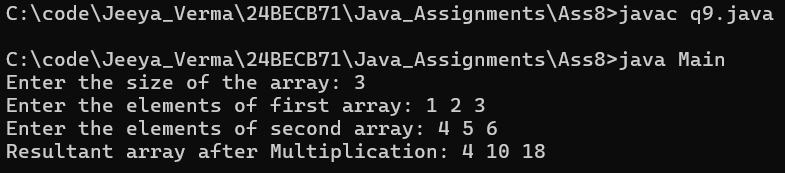 C:\code\Jeeya_Verma\24BECB71\Java_Assignments\Ass8>javac q9.java
C:\code\Jeeya_Verma\24BECB71\Java_Assignments\Ass8>java Main
Enter the size of the array: 3
Enter the elements of first array: 1 2 3
Enter the elements of second array: 4 5 6
Resultant array after Multiplication: 4 10 18